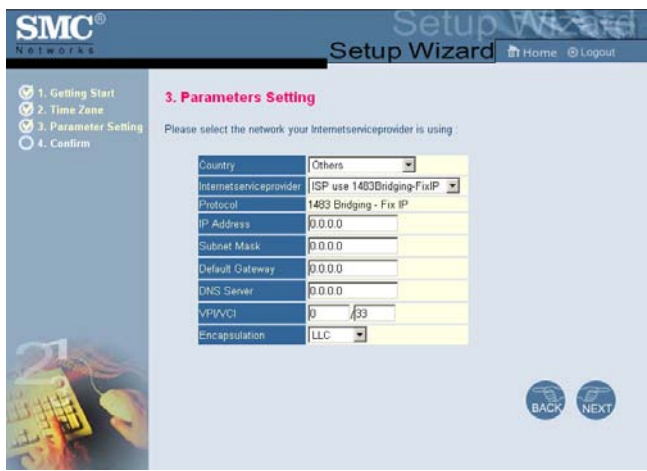 SMC®
Networks
Setup Wizard
Setup Wizard
Home
Logout
1. Getting Start
2. Time Zone
3. Parameter Setting
4. Confirm
3. Parameters Setting
Please select the network your Internetserviceprovider is using :
Country Others
Internetserviceprovider ISP use 1483Bridging-FixIP
Protocol 1483 Bridging - Fix IP
IP Address 0.0.0.0
Subnet Mask 0.0.0.0
Default Gateway 0.0.0.0
DNS Server 0.0.0.0
VPI/VCI 0 /33
Encapsulation LLC
BACK
NEXT